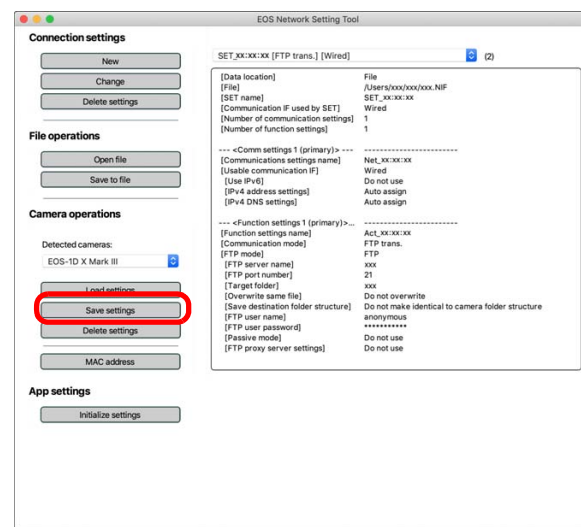 EOS Network Setting Tool
Connection settings
New
Change
Delete settings
File operations
Open file
Save to file
Camera operations
Detected cameras:
EOS-1D X Mark III
Load settings
Save settings
Delete settings
MAC address
App settings
Initialize settings
SET_xx:xx:xx [FTP trans.] [Wired] (2)
[Data location] File
[File] /Users/xxx/xxx/xxx.NIF
[SET name] SET_xx:xx:xx
[Communication IF used by SET] Wired
[Number of communication settings] 1
[Number of function settings] 1
--- <Comm settings 1 (primary)> --- ------------------------
[Communications settings name] Net_xx:xx:xx
[Usable communication IF] Wired
[Use IPv6] Do not use
[IPv4 address settings] Auto assign
[IPv4 DNS settings] Auto assign
--- <Function settings 1 (primary)>... ------------------------
[Function settings name] Act_xx:xx:xx
[Communication mode] FTP trans.
[FTP mode] FTP
[FTP server name] xxx
[FTP port number] 21
[Target folder] xxx
[Overwrite same file] Do not overwrite
[Save destination folder structure] Do not make identical to camera folder structure
[FTP user name] anonymous
[FTP user password] ***********
[Passive mode] Do not use
[FTP proxy server settings] Do not use